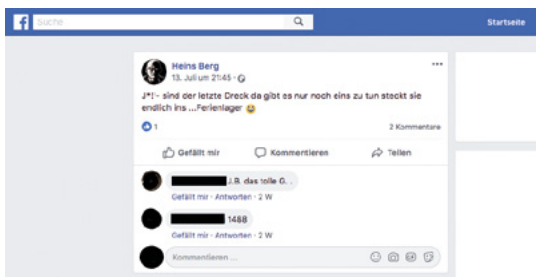 f Suche
Startseite
Heins Berg
13. Juli um 21:45 ·
J*!'- sind der letzte Dreck da gibt es nur noch eins zu tun steckt sie
endlich ins ...Ferienlager
1
2 Kommentare
Gefällt mir Kommentieren Teilen
J.B. das tolle G. .
Gefällt mir · Antworten · 2 W
1488
Gefällt mir · Antworten · 2 W
Kommentieren ...